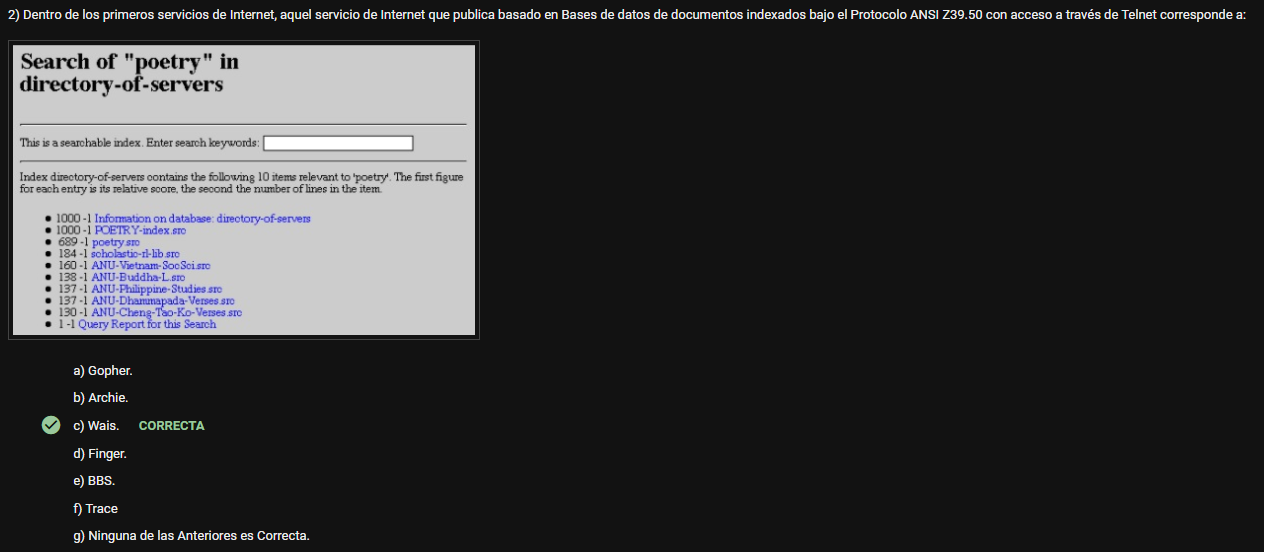 2) Dentro de los primeros servicios de Internet, aquel servicio de Internet que publica basado en Bases de datos de documentos indexados bajo el Protocolo ANSI Z39.50 con acceso a través de Telnet corresponde a:
Search of "poetry" in
directory-of-servers
This is a searchable index. Enter search keywords:
Index directory-of-servers contains the following 10 items relevant to 'poetry'. The first figure
for each entry is its relative score, the second the number of lines in the item.
1000 -1 Information on database: directory-of-servers
1000 -1 POETRY-index.src
689 -1 poetry.src
184 -1 scholastic-rl-lib.src
160 -1 ANU-Vietnam-SocSci.src
138 -1 ANU-Buddha-L.src
137 -1 ANU-Philippine-Studies.src
137 -1 ANU-Dhammapada-Verses.src
130 -1 ANU-Cheng-Tao-Ko-Verses.src
1 -1 Query Report for this Search
a) Gopher.
b) Archie.
c) Wais. CORRECTA
d) Finger.
e) BBS.
f) Trace
g) Ninguna de las Anteriores es Correcta.